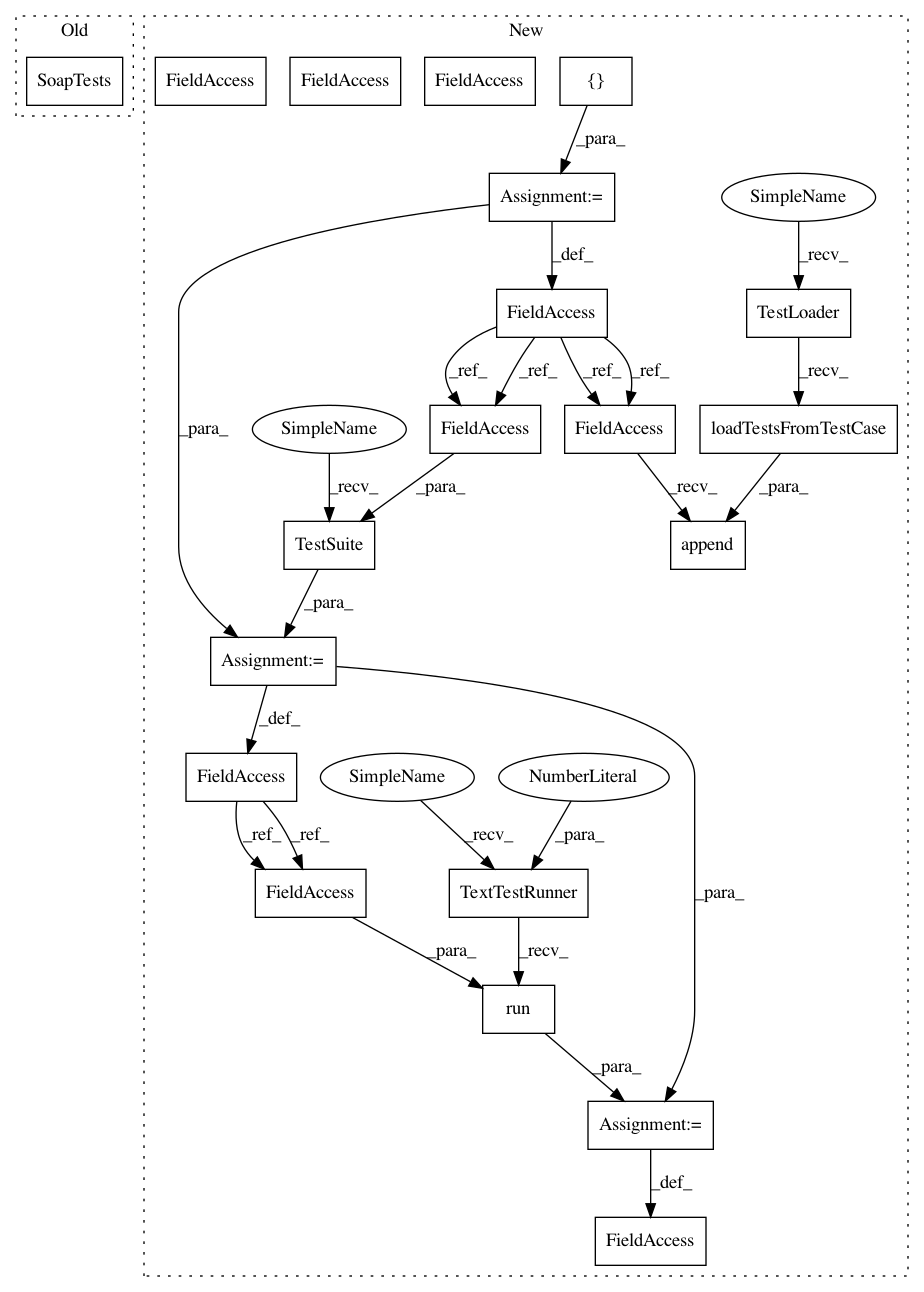 Old
New
SoapTests
FieldAccess
FieldAccess
FieldAccess
{}
_para_
Assignment:=
SimpleName
_def_
_recv_
FieldAccess
TestLoader
_ref_
_ref_
_ref_
_ref_
_recv_
_para_
SimpleName
FieldAccess
FieldAccess
loadTestsFromTestCase
_recv_
_para_
_recv_
_para_
TestSuite
append
_para_
Assignment:=
_def_
FieldAccess
SimpleName
NumberLiteral
_ref_
_ref_
_recv_
_para_
FieldAccess
TextTestRunner
_para_
_para_
_recv_
run
_para_
Assignment:=
_def_
FieldAccess